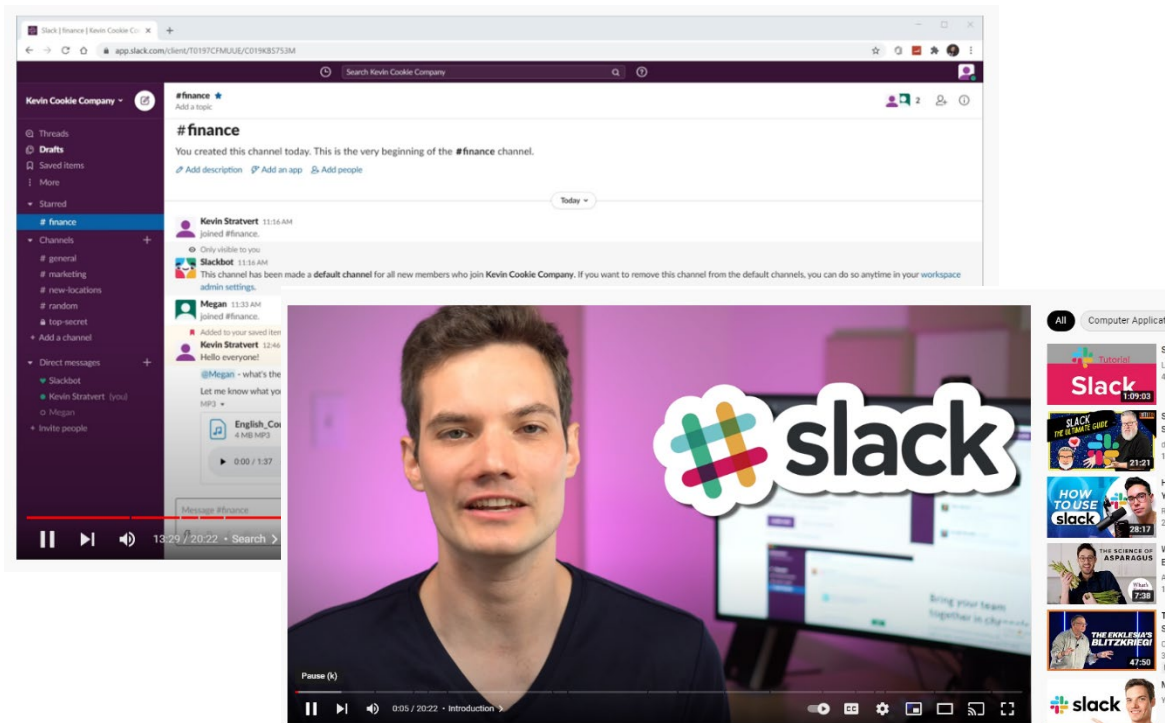 Slack | finance | Kevin Cookie Co
app.slack.com/client/T0197CFMUUE/C019KBS753M
Search Kevin Cookie Company
Kevin Cookie Company
#finance
Add a topic
2
Threads
Drafts
Saved items
More
Starred
# finance
Channels
# general
# marketing
# new-locations
# random
top-secret
+ Add a channel
Direct messages
Slackbot
Kevin Stratvert (you)
Megan
+ Invite people
#finance
You created this channel today. This is the very beginning of the #finance channel.
Add description Add an app Add people
Today
Kevin Stratvert 11:16 AM
joined #finance.
Only visible to you
Slackbot 11:16 AM
This channel has been made a default channel for all new members who join Kevin Cookie Company. If you want to remove this channel from the default channels, you can do so anytime in your workspace
admin settings.
Megan 11:33 AM
joined #finance.
Added to your saved item
Kevin Stratvert 12:46
Hello everyone!
@Megan - what's the
Let me know what yo
MP3
English_Cou
4 MB MP3
0:00 / 1:37
Message #finance
13:29 / 20:22 • Search
slack
Bring your team
together
Pause (k)
0:05 / 20:22 • Introduction
CC
All
Computer Applicat
Tutorial
Slack
1:09:03
SLACK
THE ULTIMATE GUIDE
21:21
HOW
TO USE
slack
28:17
THE SCIENCE OF
ASPARAGUS
7:38
THE EKKLESIA'S
BLITZKRIEG!
47:50
slack